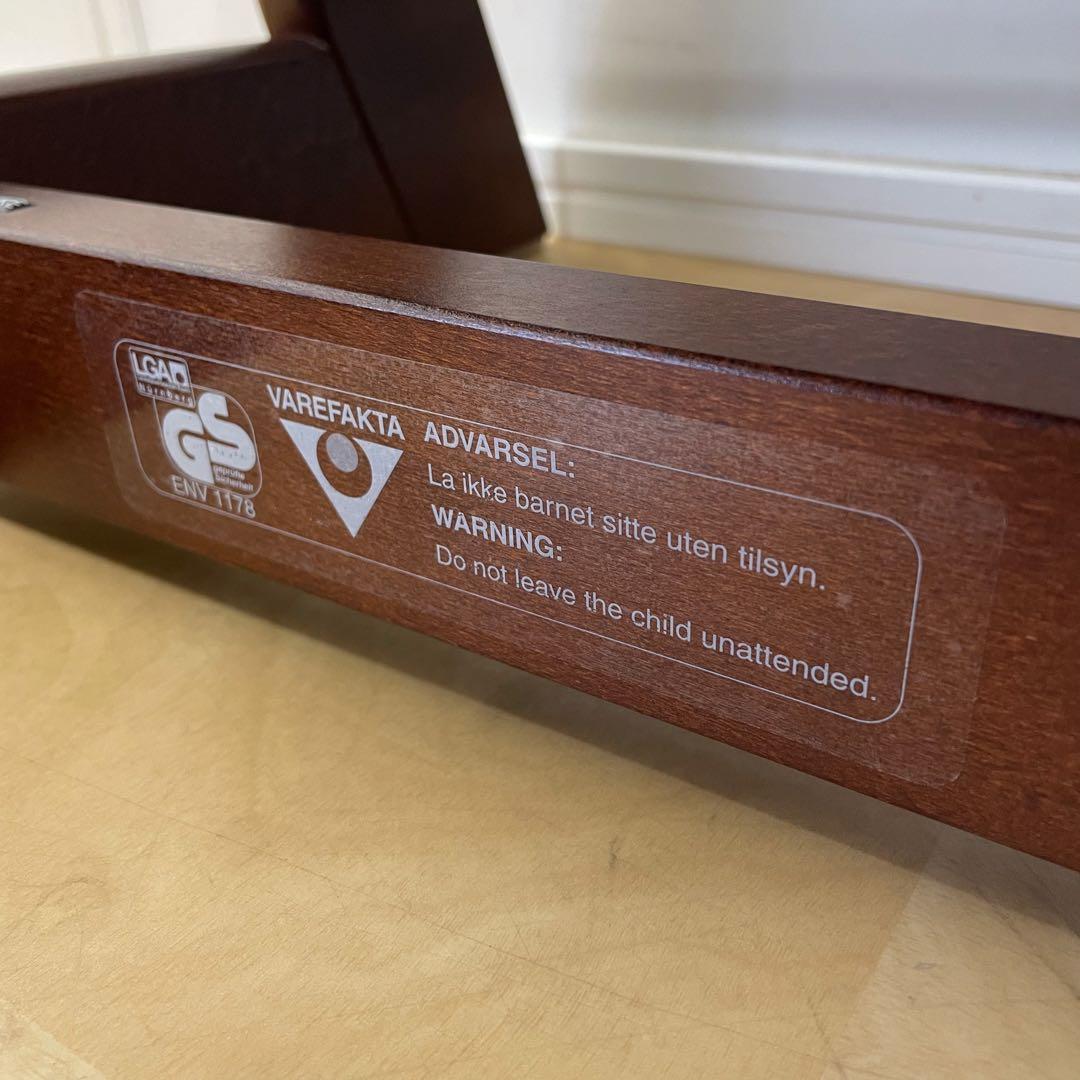 LGA
Nürnberg
GS
geprüfte
Sicherheit
ENV 1178
VAREFAKTA
ADVARSEL:
La ikke barnet sitte uten tilsyn.
WARNING:
Do not leave the child unattended.